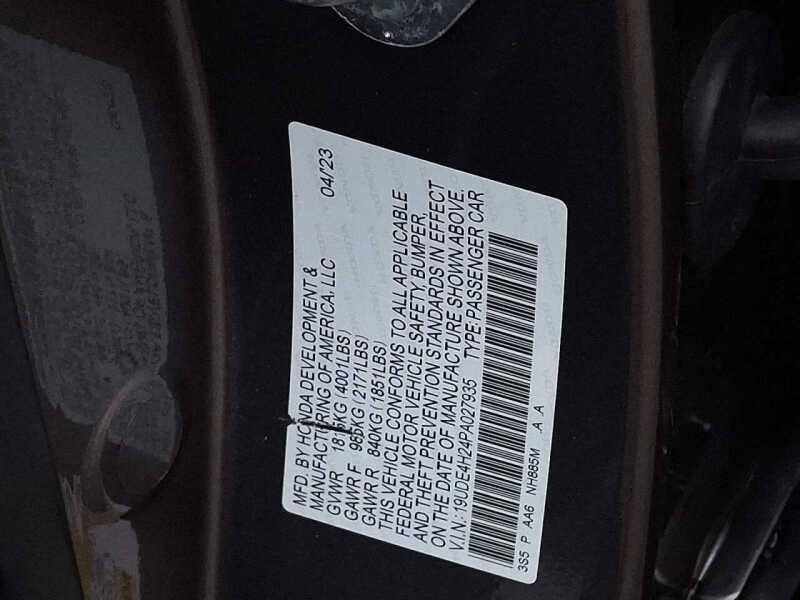 MFD. BY HONDA DEVELOPMENT &
MANUFACTURING OF AMERICA, LLC 04/23
GVWR 1815KG (4001LBS)
GAWR F 985KG (2171LBS)
GAWR R 840KG (1851LBS)
THIS VEHICLE CONFORMS TO ALL APPLICABLE
FEDERAL MOTOR VEHICLE SAFETY, BUMPER,
AND THEFT PREVENTION STANDARDS IN EFFECT
ON THE DATE OF MANUFACTURE SHOWN ABOVE.
V.I.N.: 19UDE4H24PA027935 TYPE:PASSENGER CAR
3S5 P AA6 NH885M A A